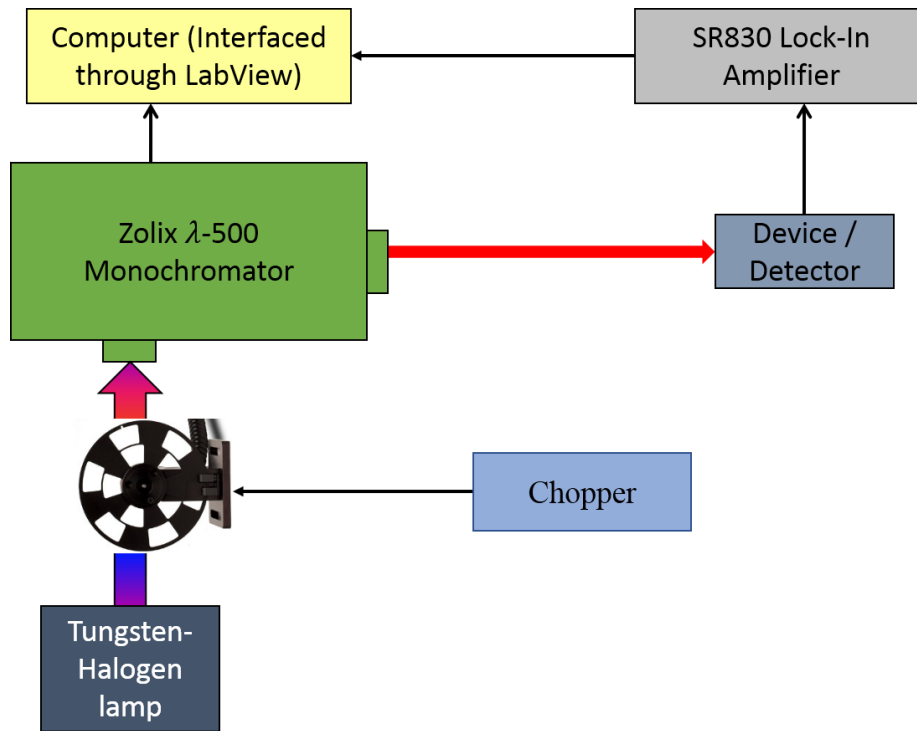 Computer (Interfaced
through LabView)
SR830 Lock-In
Amplifier
Zolix λ-500
Monochromator
Device /
Detector
Chopper
Tungsten-
Halogen
lamp